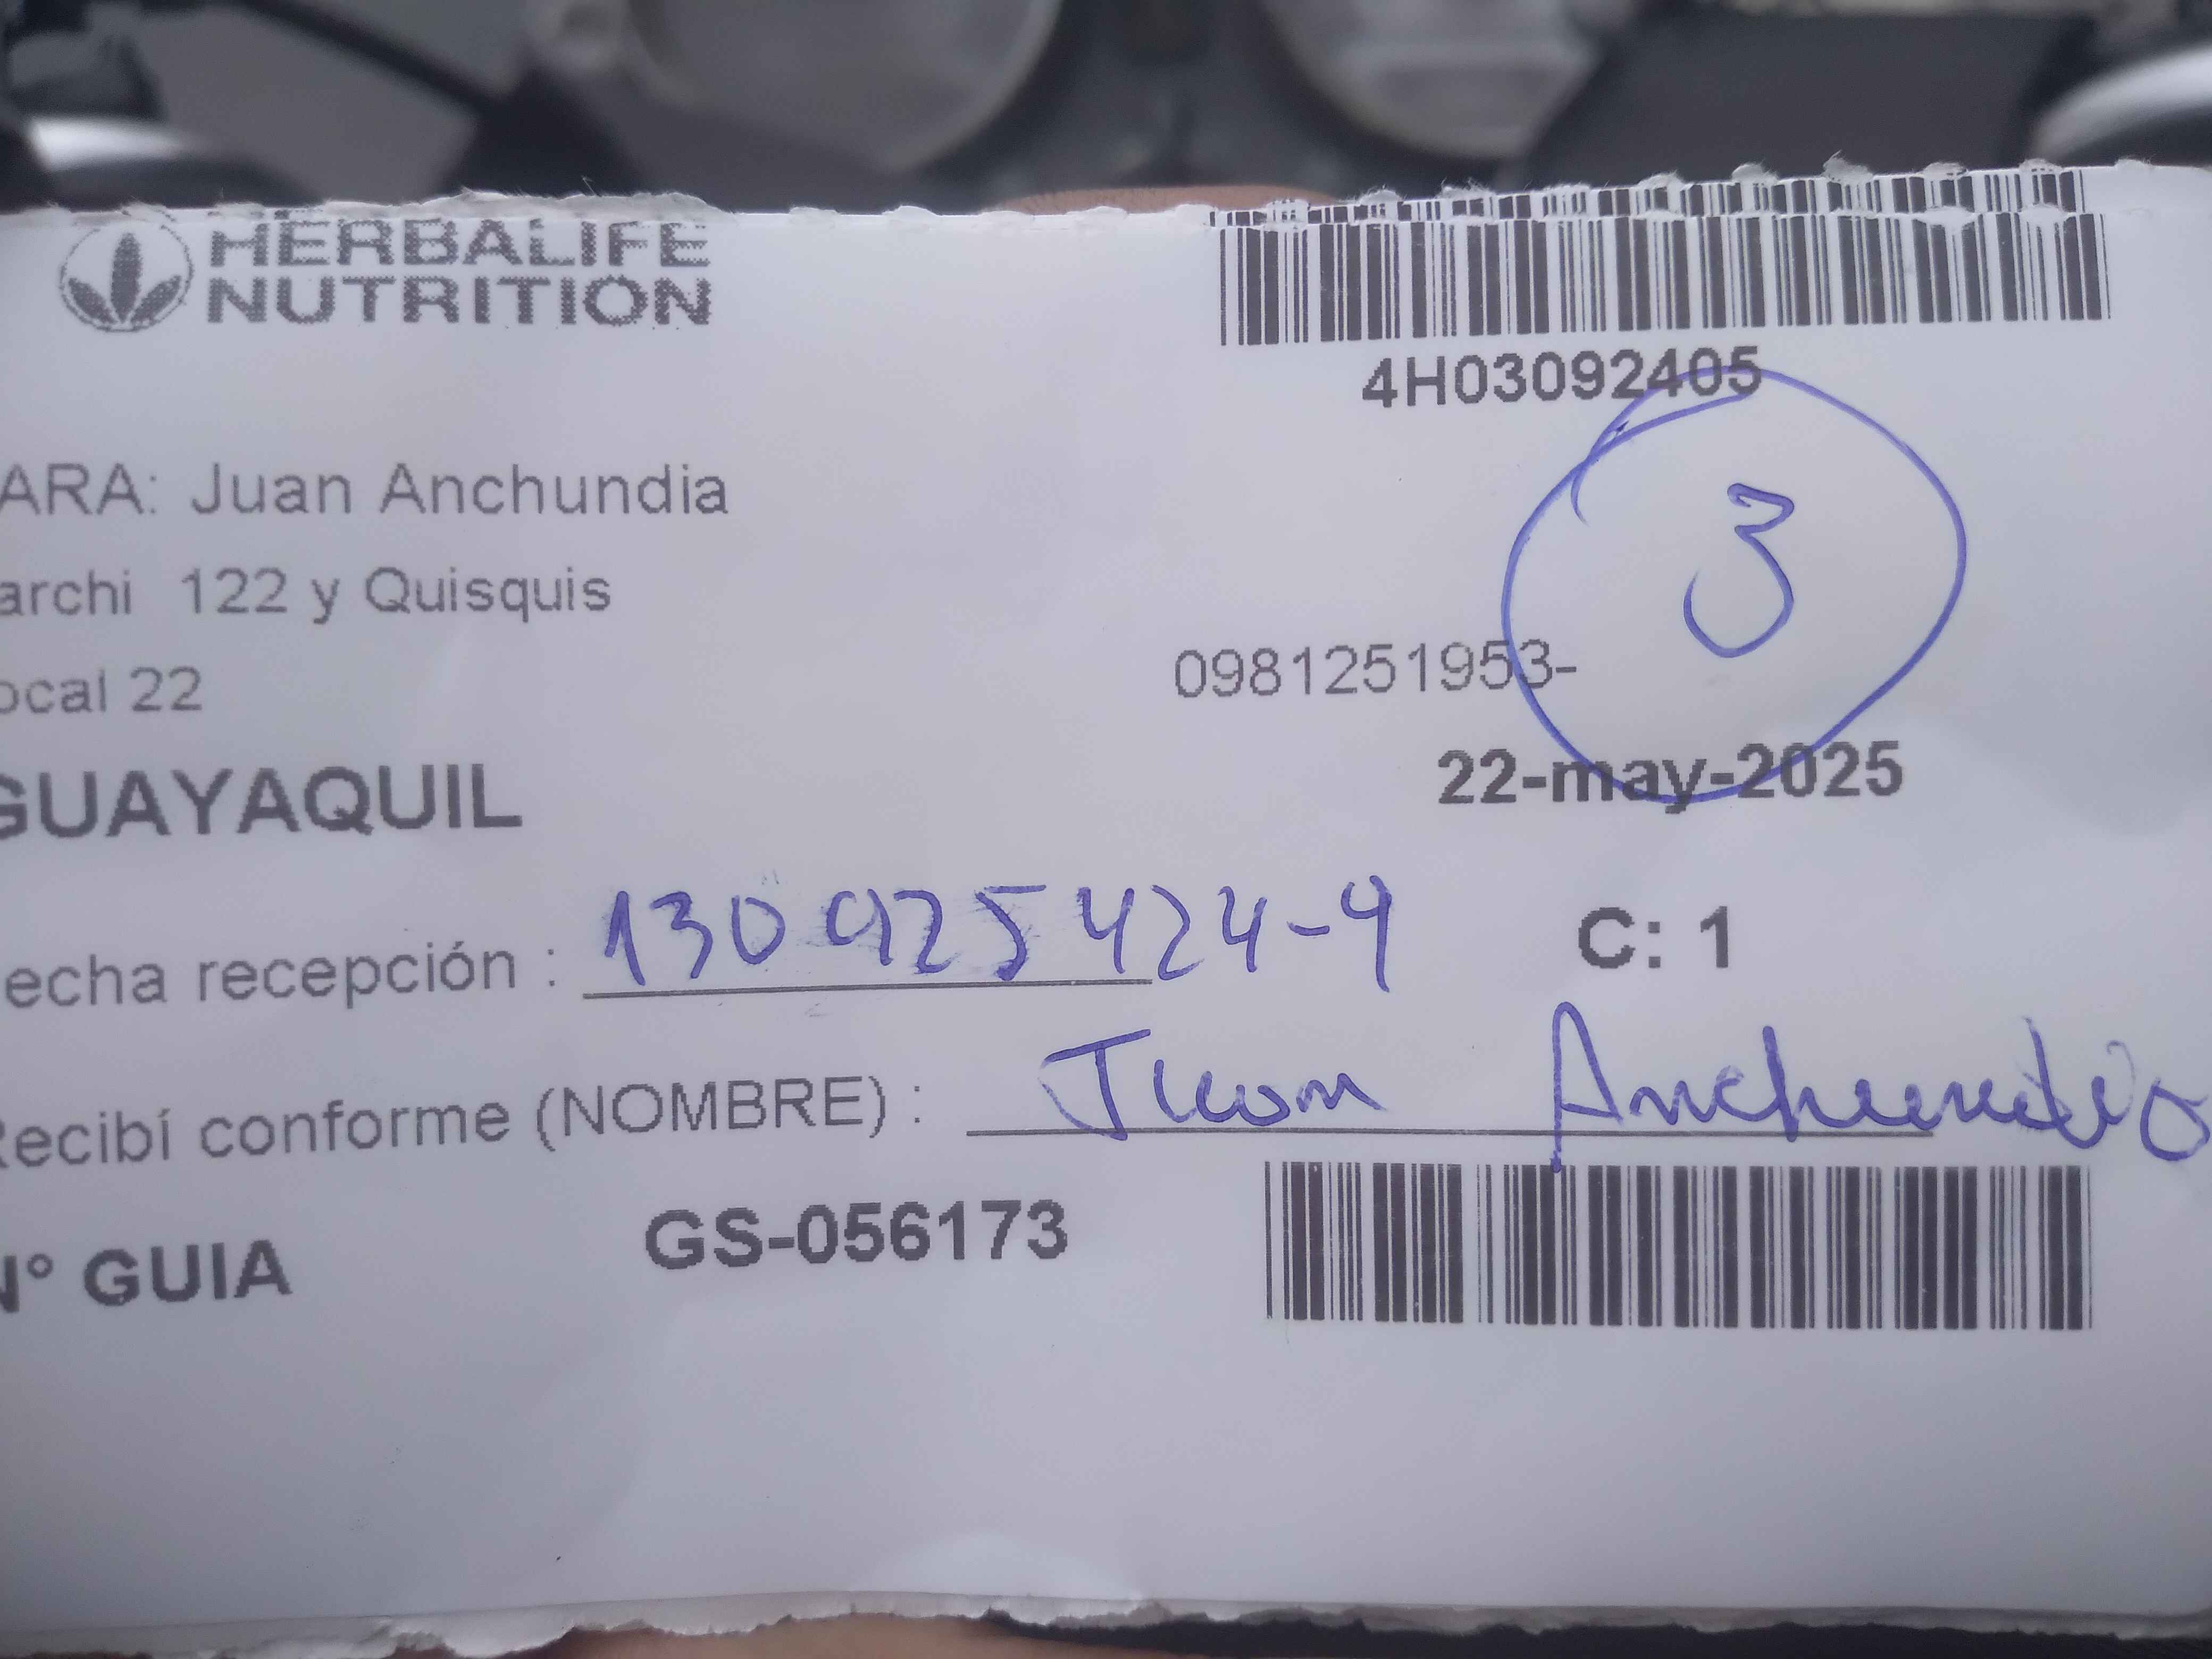 HERBALIFE
NUTRITION
4H03092405
3
ARA: Juan Anchundia
archi 122 y Quisquis
ocal 22
0981251953-
GUAYAQUIL
22-may-2025
echa recepción : 130925424-9
C: 1
Recibí conforme (NOMBRE) : Juan Anchundia
N° GUIA GS-056173